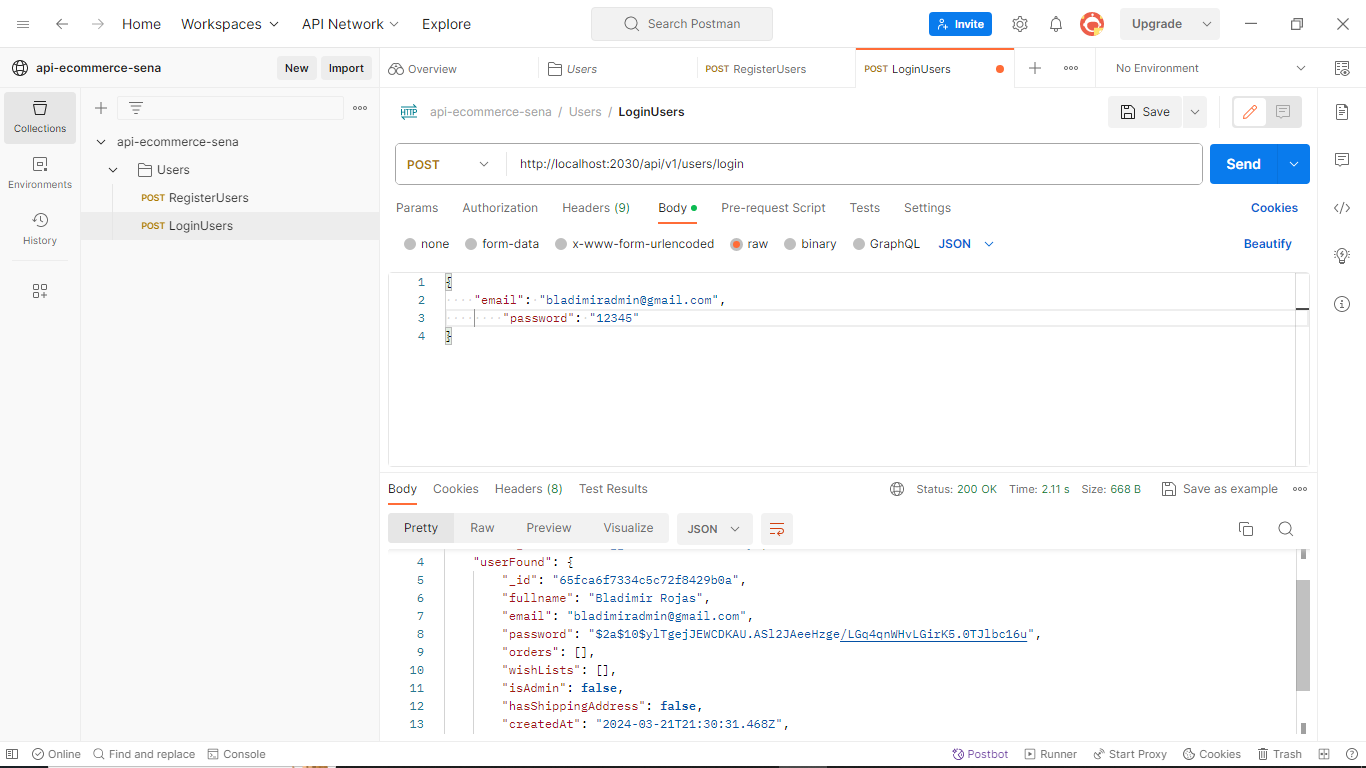 Home Workspaces API Network Explore Search Postman Invite Upgrade
api-ecommerce-sena New Import Overview Users POST RegisterUsers POST LoginUsers No Environment
Collections
Environments
History
api-ecommerce-sena
Users
POST RegisterUsers
POST LoginUsers
HTTP api-ecommerce-sena / Users / LoginUsers Save
POST http://localhost:2030/api/v1/users/login Send
Params Authorization Headers (9) Body Pre-request Script Tests Settings Cookies
none form-data x-www-form-urlencoded raw binary GraphQL JSON Beautify
1 {
2 "email": "bladimiradmin@gmail.com",
3 "password": "12345"
4 }
Body Cookies Headers (8) Test Results Status: 200 OK Time: 2.11 s Size: 668 B Save as example
Pretty Raw Preview Visualize JSON
4 "userFound": {
5 "_id": "65fca6f7334c5c72f8429b0a",
6 "fullname": "Bladimir Rojas",
7 "email": "bladimiradmin@gmail.com",
8 "password": "$2a$10$ylTgejJEWCDKAU.ASl2JAeeHzge/LGq4qnWHvLGirK5.0TJlbc16u",
9 "orders": [],
10 "wishLists": [],
11 "isAdmin": false,
12 "hasShippingAddress": false,
13 "createdAt": "2024-03-21T21:30:31.468Z",
Online Find and replace Console Postbot Runner Start Proxy Cookies Trash